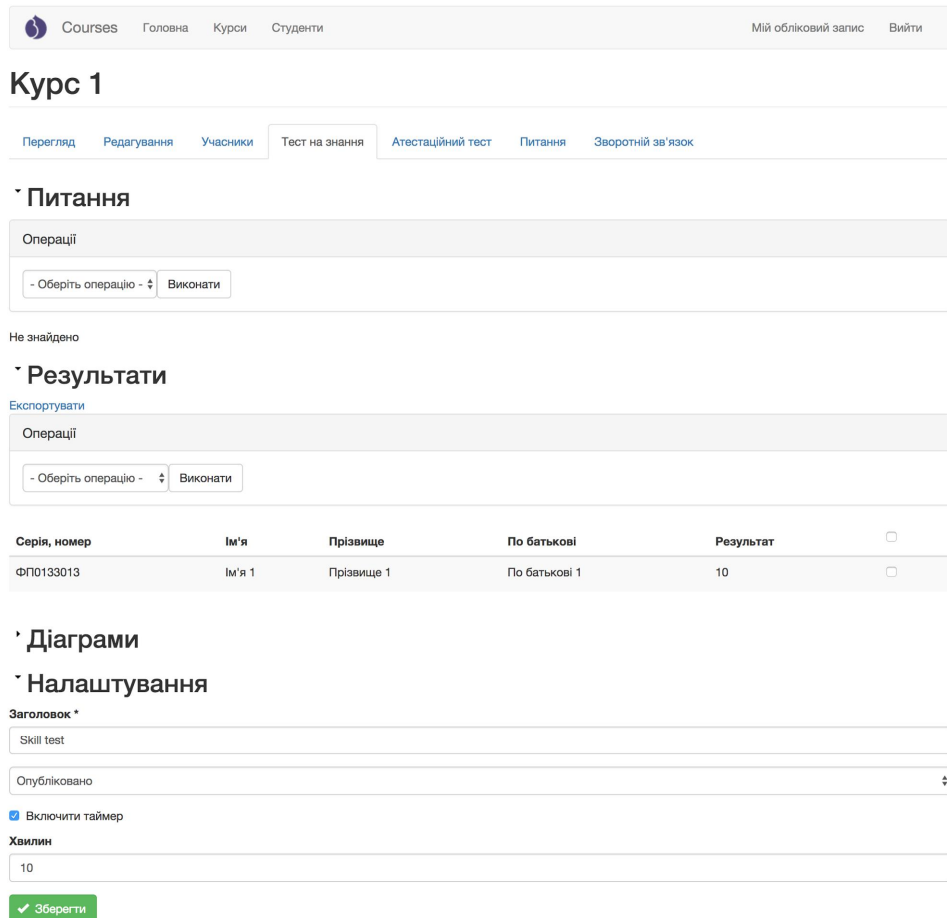 Courses Головна Курси Студенти Мій обліковий запис Вийти
Курс 1
Перегляд Редагування Учасники Тест на знання Атестаційний тест Питання Зворотній зв'язок
Питання
Операції
- Оберіть операцію - Виконати
Не знайдено
Результати
Експортувати
Операції
- Оберіть операцію - Виконати
Серія, номер Ім'я Прізвище По батькові Результат
ФП0133013 Ім'я 1 Прізвище 1 По батькові 1 10
Діаграми
Налаштування
Заголовок *
Skill test
Опубліковано
Включити таймер
Хвилин
10
Зберегти